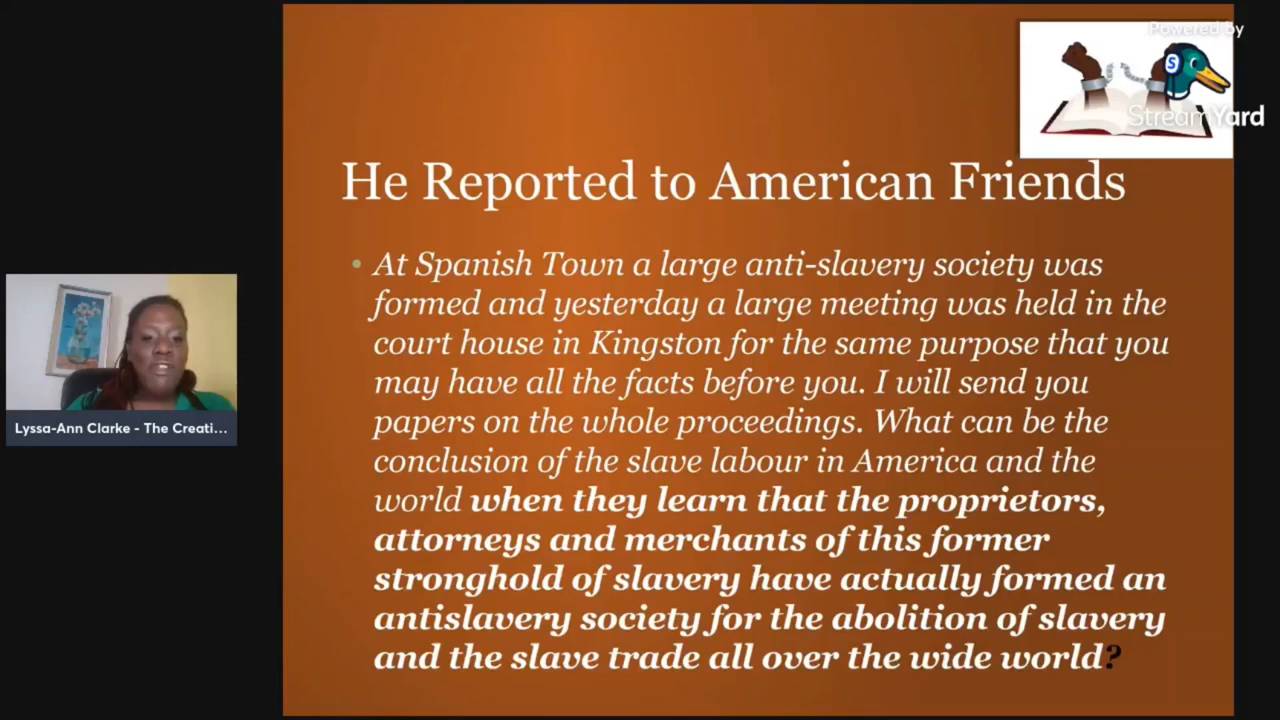 Powered by
S
StreamYard
He Reported to American Friends
• At Spanish Town a large anti-slavery society was
formed and yesterday a large meeting was held in the
court house in Kingston for the same purpose that you
may have all the facts before you. I will send you
papers on the whole proceedings. What can be the
conclusion of the slave labour in America and the
world when they learn that the proprietors,
attorneys and merchants of this former
stronghold of slavery have actually formed an
antislavery society for the abolition of slavery
and the slave trade all over the wide world?
Lyssa-Ann Clarke - The Creati...